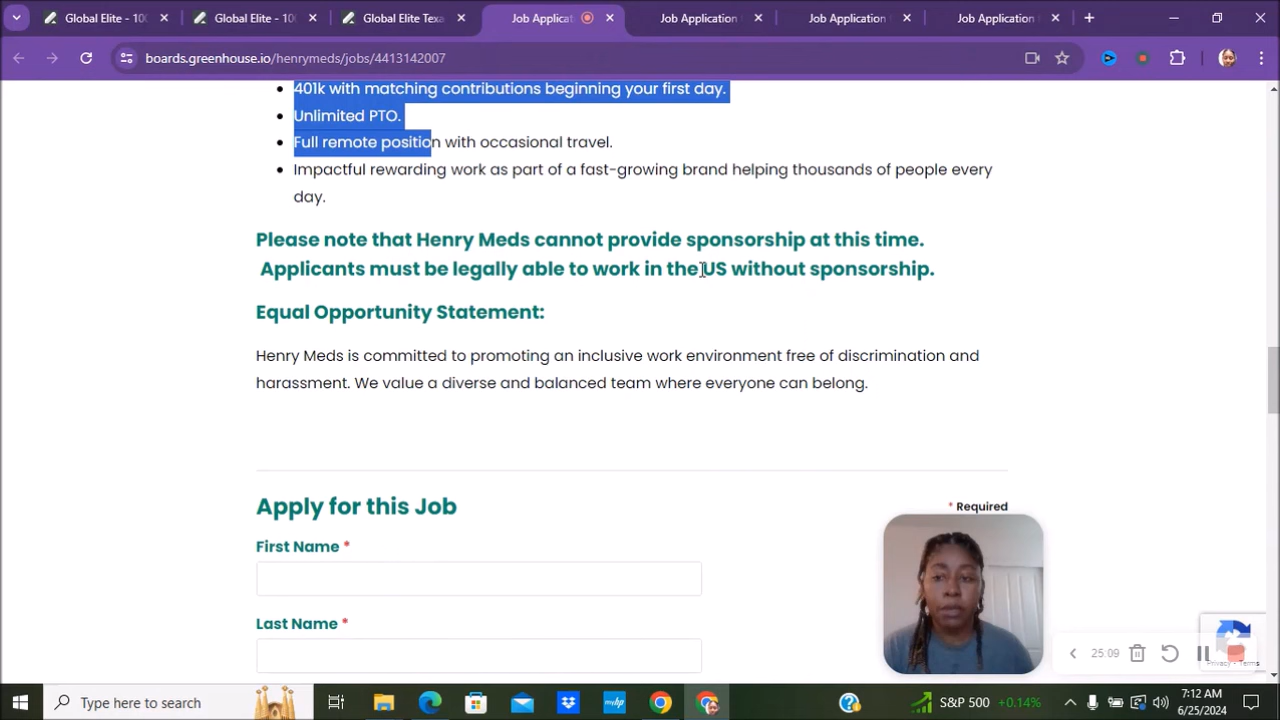 Global Elite - 10
Global Elite - 10
Global Elite Texa
Job Applicat
Job Application
Job Application
Job Application
boards.greenhouse.io/henrymeds/jobs/4413142007
401k with matching contributions beginning your first day.
Unlimited PTO.
Full remote position with occasional travel.
Impactful rewarding work as part of a fast-growing brand helping thousands of people every
day.
Please note that Henry Meds cannot provide sponsorship at this time.
Applicants must be legally able to work in the US without sponsorship.
Equal Opportunity Statement:
Henry Meds is committed to promoting an inclusive work environment free of discrimination and
harassment. We value a diverse and balanced team where everyone can belong.
Apply for this Job
* Required
First Name *
Last Name *
25:09
Privacy - Terms
Type here to search
S&P 500 +0.14%
7:12 AM
6/25/2024